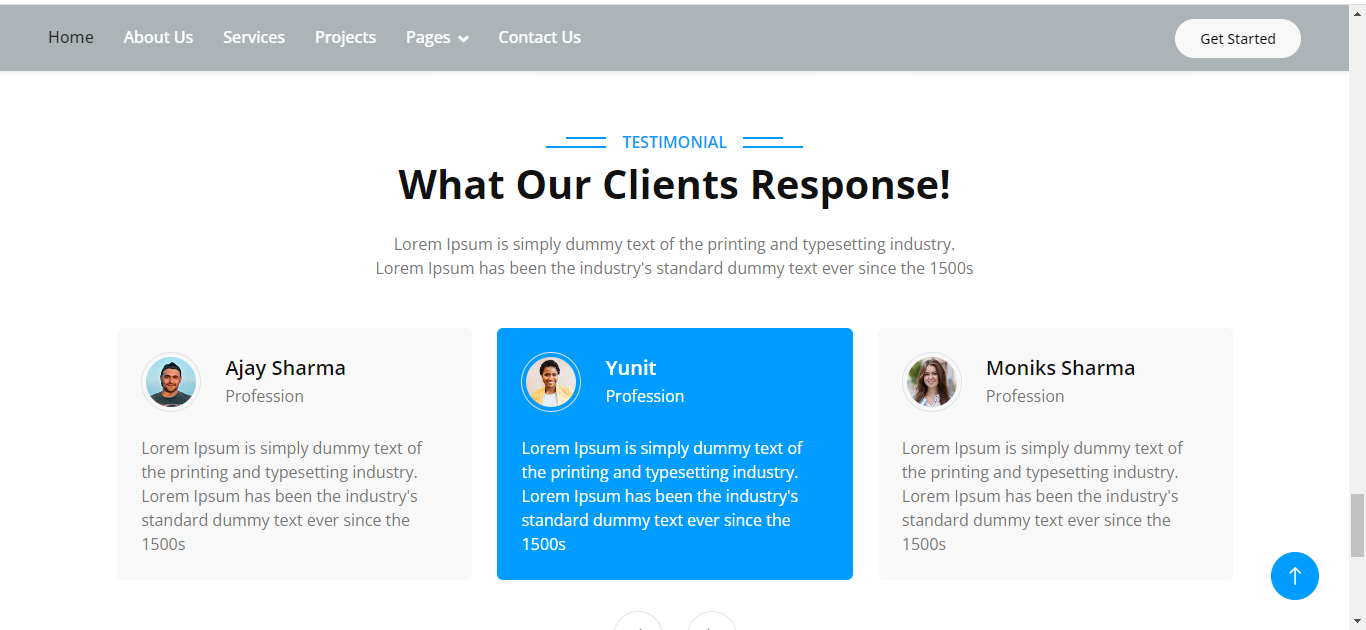 Home About Us Services Projects Pages Contact Us Get Started
TESTIMONIAL
What Our Clients Response!
Lorem Ipsum is simply dummy text of the printing and typesetting industry.
Lorem Ipsum has been the industry's standard dummy text ever since the 1500s
Ajay Sharma
Profession
Lorem Ipsum is simply dummy text of
the printing and typesetting industry.
Lorem Ipsum has been the industry's
standard dummy text ever since the
1500s
Yunit
Profession
Lorem Ipsum is simply dummy text of
the printing and typesetting industry.
Lorem Ipsum has been the industry's
standard dummy text ever since the
1500s
Moniks Sharma
Profession
Lorem Ipsum is simply dummy text of
the printing and typesetting industry.
Lorem Ipsum has been the industry's
standard dummy text ever since the
1500s